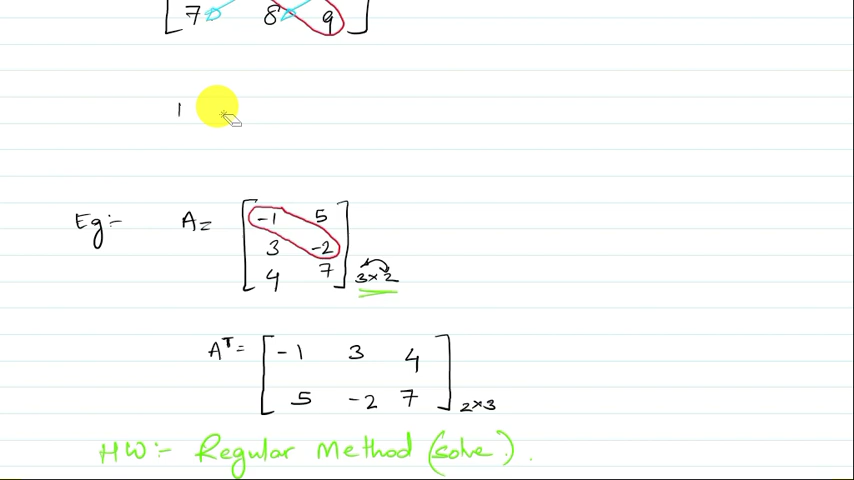 7 8 9
1
Eg:- A= -1 5
3 -2
4 7 3×2
Aᵀ= -1 3 4
5 -2 7 2×3
HW:- Regular Method (solve).